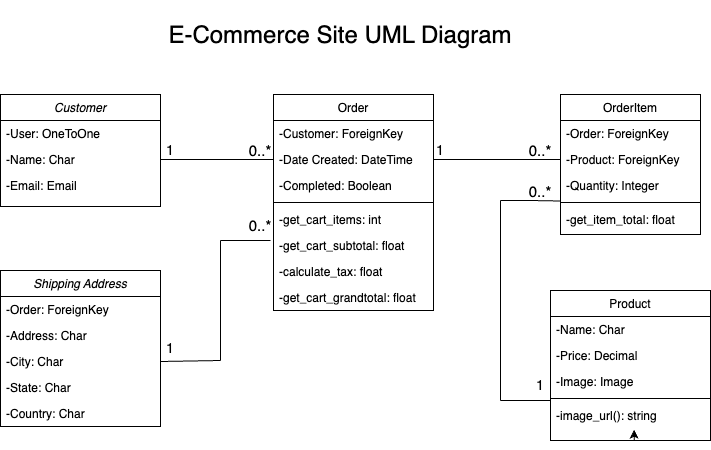 E-Commerce Site UML Diagram
Customer
-User: OneToOne
-Name: Char
-Email: Email
1
0..*
Order
-Customer: ForeignKey
-Date Created: DateTime
-Completed: Boolean
-get_cart_items: int
-get_cart_subtotal: float
-calculate_tax: float
-get_cart_grandtotal: float
1
0..*
OrderItem
-Order: ForeignKey
-Product: ForeignKey
-Quantity: Integer
-get_item_total: float
0..*
0..*
Shipping Address
-Order: ForeignKey
-Address: Char
-City: Char
-State: Char
-Country: Char
1
1
Product
-Name: Char
-Price: Decimal
-Image: Image
-image_url(): string